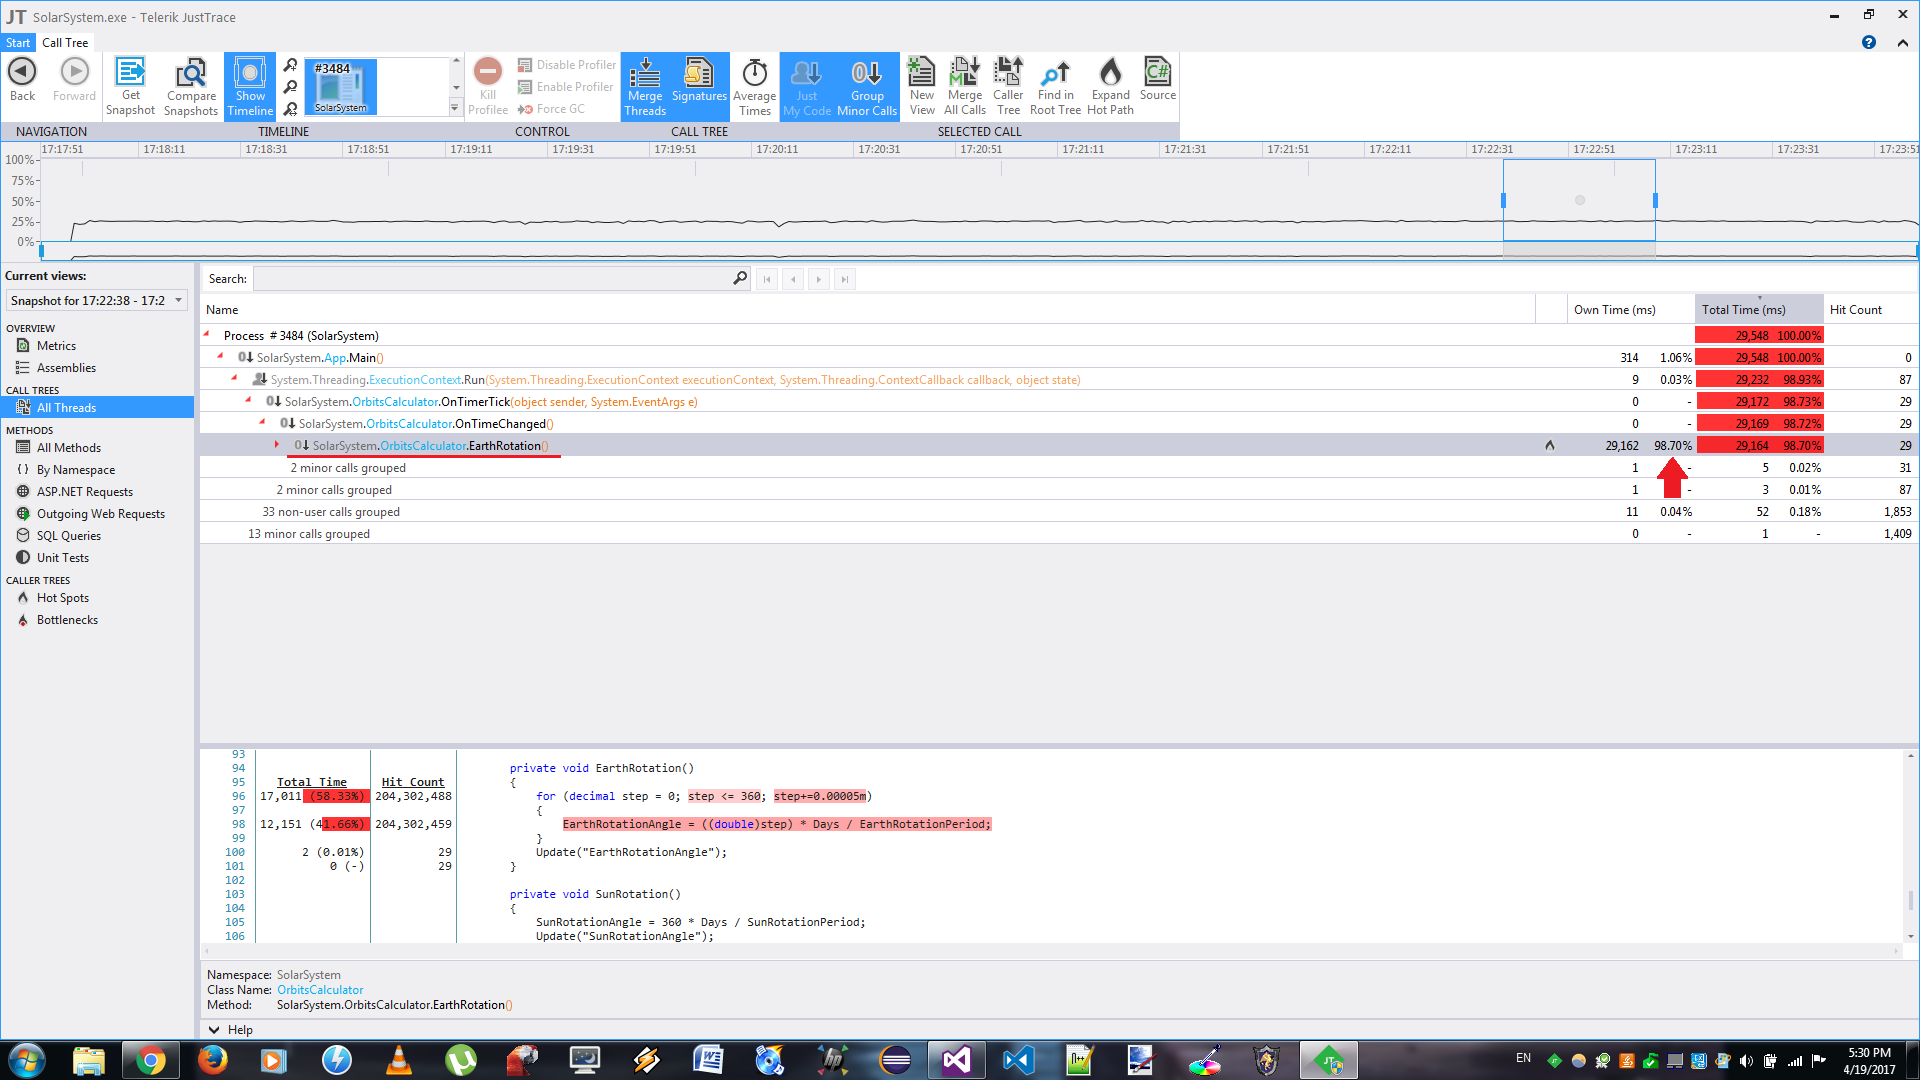 JT SolarSystem.exe - Telerik JustTrace
Start Call Tree
Back Forward Get Snapshot Compare Snapshots Show Timeline #3484 SolarSystem Kill Profilee Disable Profiler Enable Profiler Force GC Merge Threads Signatures Average Times Just My Code Group Minor Calls New View Merge All Calls Caller Tree Find in Root Tree Expand Hot Path C# Source
NAVIGATION TIMELINE CONTROL CALL TREE SELECTED CALL
17:17:51 17:18:11 17:18:31 17:18:51 17:19:11 17:19:31 17:19:51 17:20:11 17:20:31 17:20:51 17:21:11 17:21:31 17:21:51 17:22:11 17:22:31 17:22:51 17:23:11 17:23:31 17:23:51
100%
75%
50%
25%
0%
Current views:
Snapshot for 17:22:38 - 17:2
OVERVIEW
Metrics
Assemblies
CALL TREES
All Threads
METHODS
All Methods
By Namespace
ASP.NET Requests
Outgoing Web Requests
SQL Queries
Unit Tests
CALLER TREES
Hot Spots
Bottlenecks
Search:
Name Own Time (ms) Total Time (ms) Hit Count
Process # 3484 (SolarSystem) 29,548 100.00%
SolarSystem.App.Main() 314 1.06% 29,548 100.00% 0
System.Threading.ExecutionContext.Run(System.Threading.ExecutionContext executionContext, System.Threading.ContextCallback callback, object state) 9 0.03% 29,232 98.93% 87
SolarSystem.OrbitsCalculator.OnTimerTick(object sender, System.EventArgs e) 0 - 29,172 98.73% 29
SolarSystem.OrbitsCalculator.OnTimeChanged() 0 - 29,169 98.72% 29
SolarSystem.OrbitsCalculator.EarthRotation() 29,162 98.70% 29,164 98.70% 29
2 minor calls grouped 1 - 5 0.02% 31
2 minor calls grouped 1 - 3 0.01% 87
33 non-user calls grouped 11 0.04% 52 0.18% 1,853
13 minor calls grouped 0 - 1 - 1,409
93
94 private void EarthRotation()
95 Total Time Hit Count {
96 17,011 (58.33%) 204,302,488 for (decimal step = 0; step <= 360; step+=0.00005m)
97 {
98 12,151 (41.66%) 204,302,459 EarthRotationAngle = ((double)step) * Days / EarthRotationPeriod;
99 }
100 2 (0.01%) 29 Update("EarthRotationAngle");
101 0 (-) 29 }
102
103 private void SunRotation()
104 {
105 SunRotationAngle = 360 * Days / SunRotationPeriod;
106 Update("SunRotationAngle");
Namespace: SolarSystem
Class Name: OrbitsCalculator
Method: SolarSystem.OrbitsCalculator.EarthRotation()
Help
EN 5:30 PM
4/19/2017